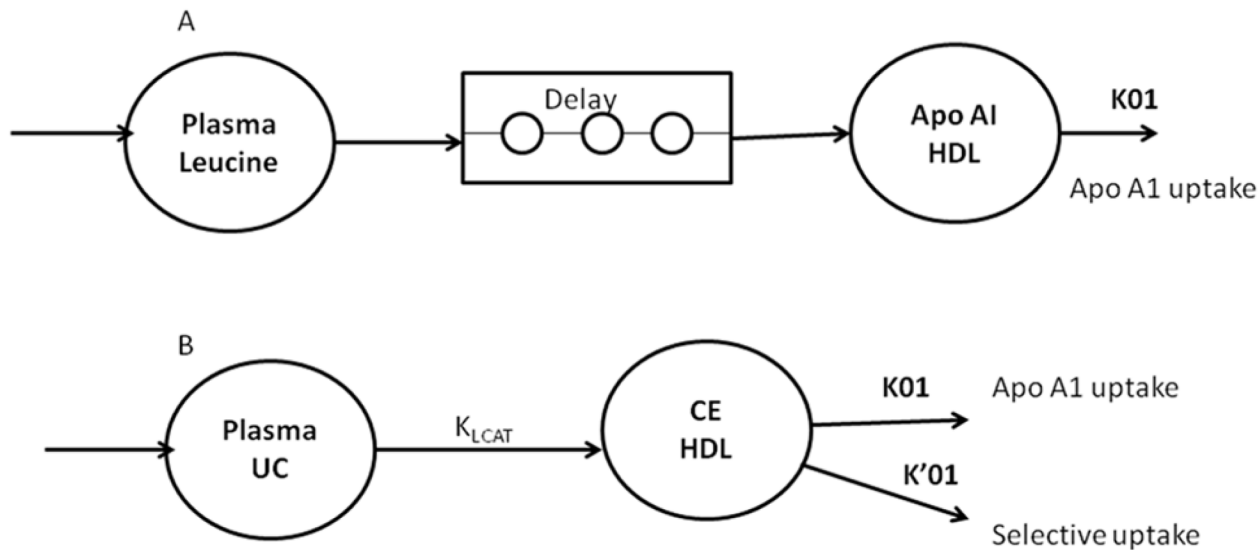 A
Plasma
Leucine
Delay
Apo AI
HDL
K01
Apo A1 uptake
B
Plasma
UC
K_LCAT
CE
HDL
K01
Apo A1 uptake
K'01
Selective uptake